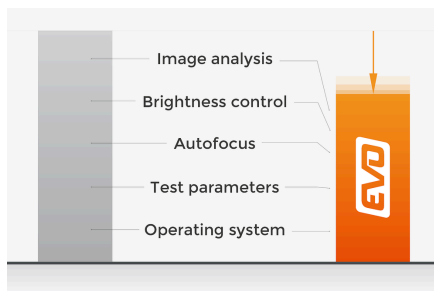 Image analysis
Brightness control
Autofocus
EVO
Test parameters
Operating system